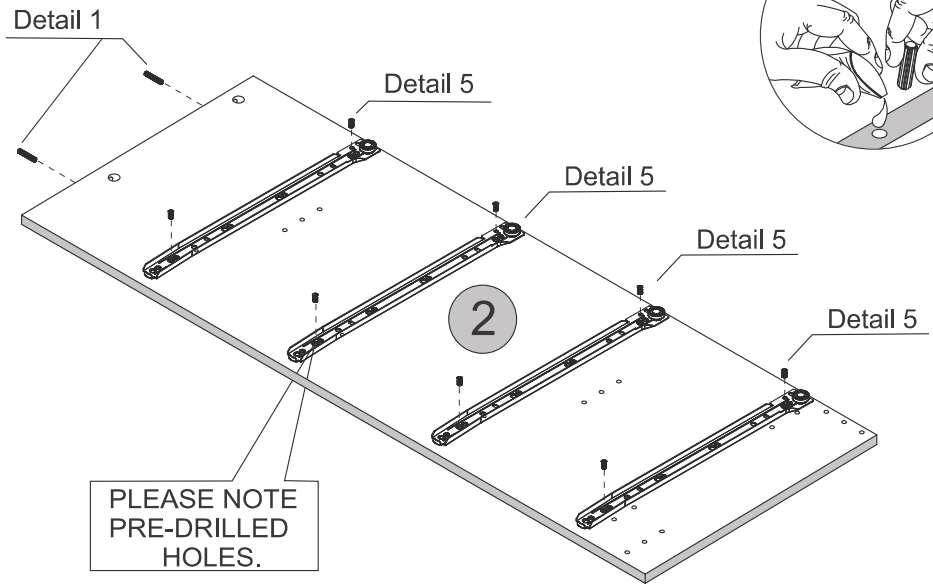 Detail 1
Detail 5
Detail 5
Detail 5
Detail 5
2
PLEASE NOTE
PRE-DRILLED
HOLES.